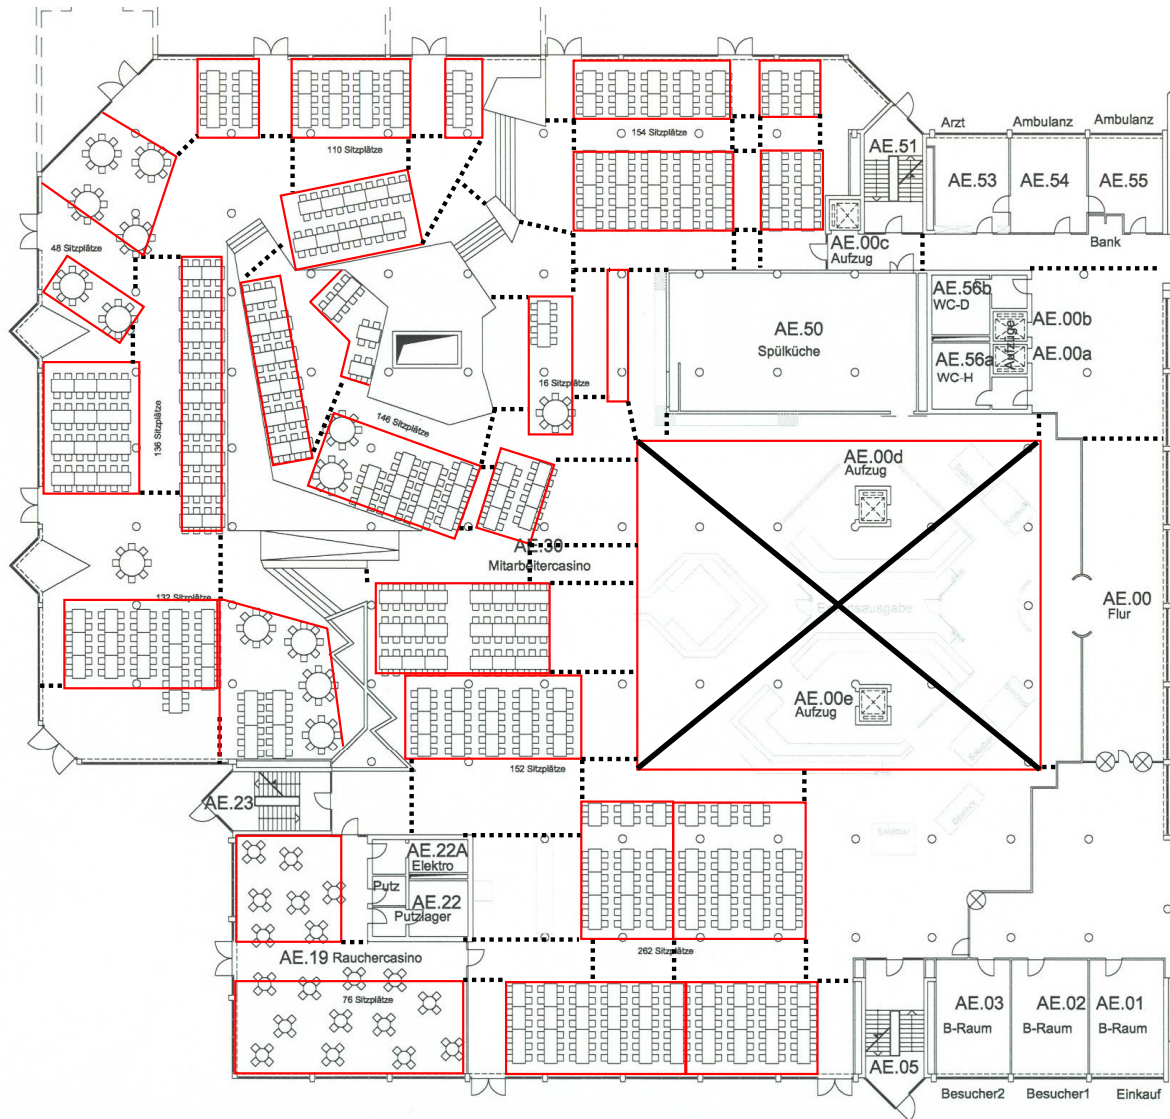 Arzt
Ambulanz
Ambulanz
154 Sitzplätze
110 Sitzplätze
AE.51
AE.53
AE.54
AE.55
48 Sitzplätze
AE.00c
Aufzug
Bank
AE.56b
WC-D
AE.50
Spülküche
AE.00b
Aufzüge
AE.00a
AE.56a
WC-H
16 Sitzplätze
146 Sitzplätze
136 Sitzplätze
AE.00d
Aufzug
AE.30
Mitarbeitercasino
132 Sitzplätze
AE.00
Flur
AE.00e
Aufzug
152 Sitzplätze
AE.23
AE.22A
Elektro
Putz
AE.22
Putzlager
262 Sitzplätze
AE.19 Rauchercasino
76 Sitzplätze
AE.03
B-Raum
AE.02
B-Raum
AE.01
B-Raum
AE.05
Besucher2
Besucher1
Einkauf